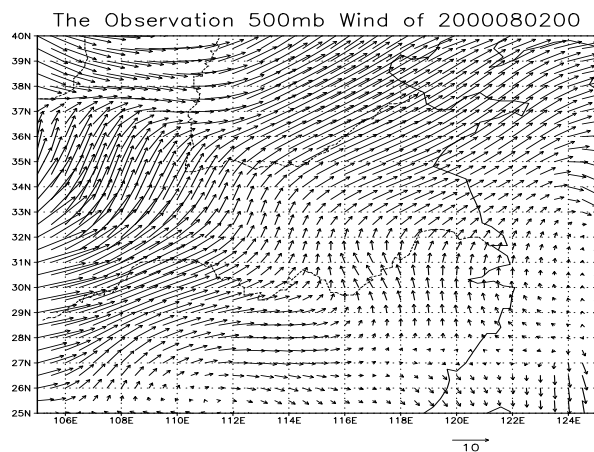 The Observation 500mb Wind of 2000080200
40N
39N
38N
37N
36N
35N
34N
33N
32N
31N
30N
29N
28N
27N
26N
25N
106E 108E 110E 112E 114E 116E 118E 120E 122E 124E
10